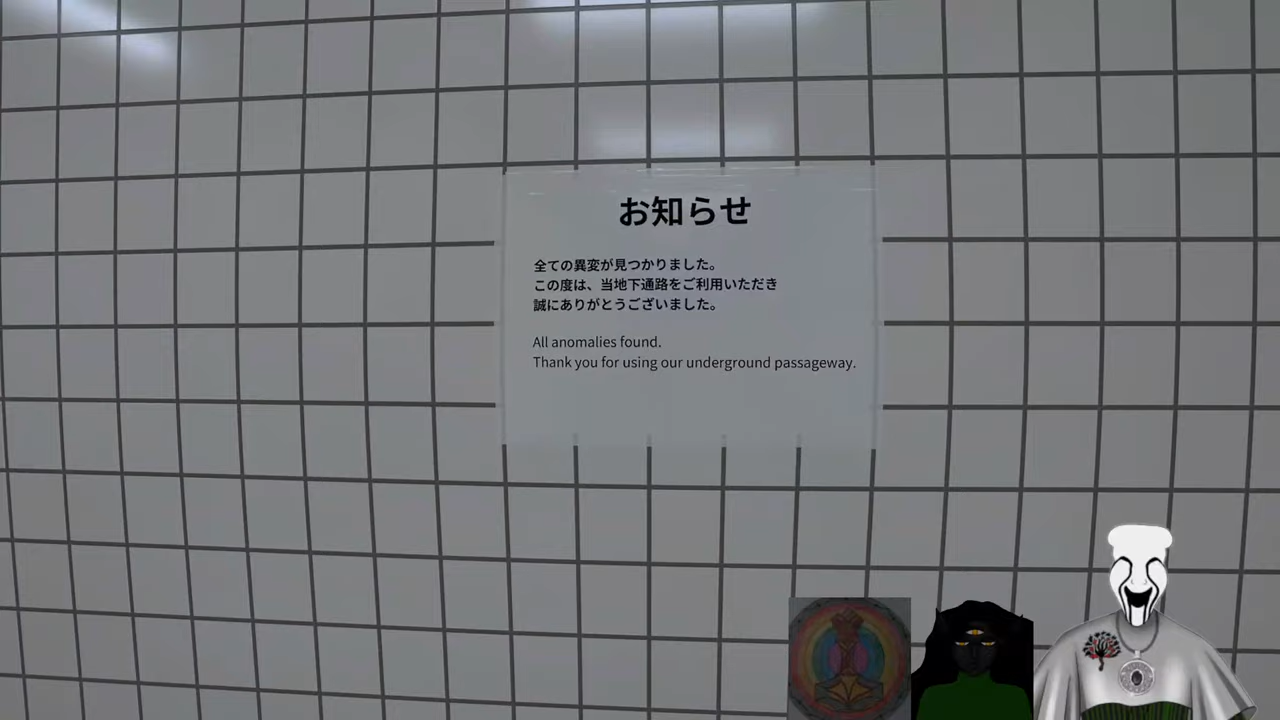 お知らせ
全ての異変が見つかりました。
この度は、当地下通路をご利用いただき
誠にありがとうございました。
All anomalies found.
Thank you for using our underground passageway.